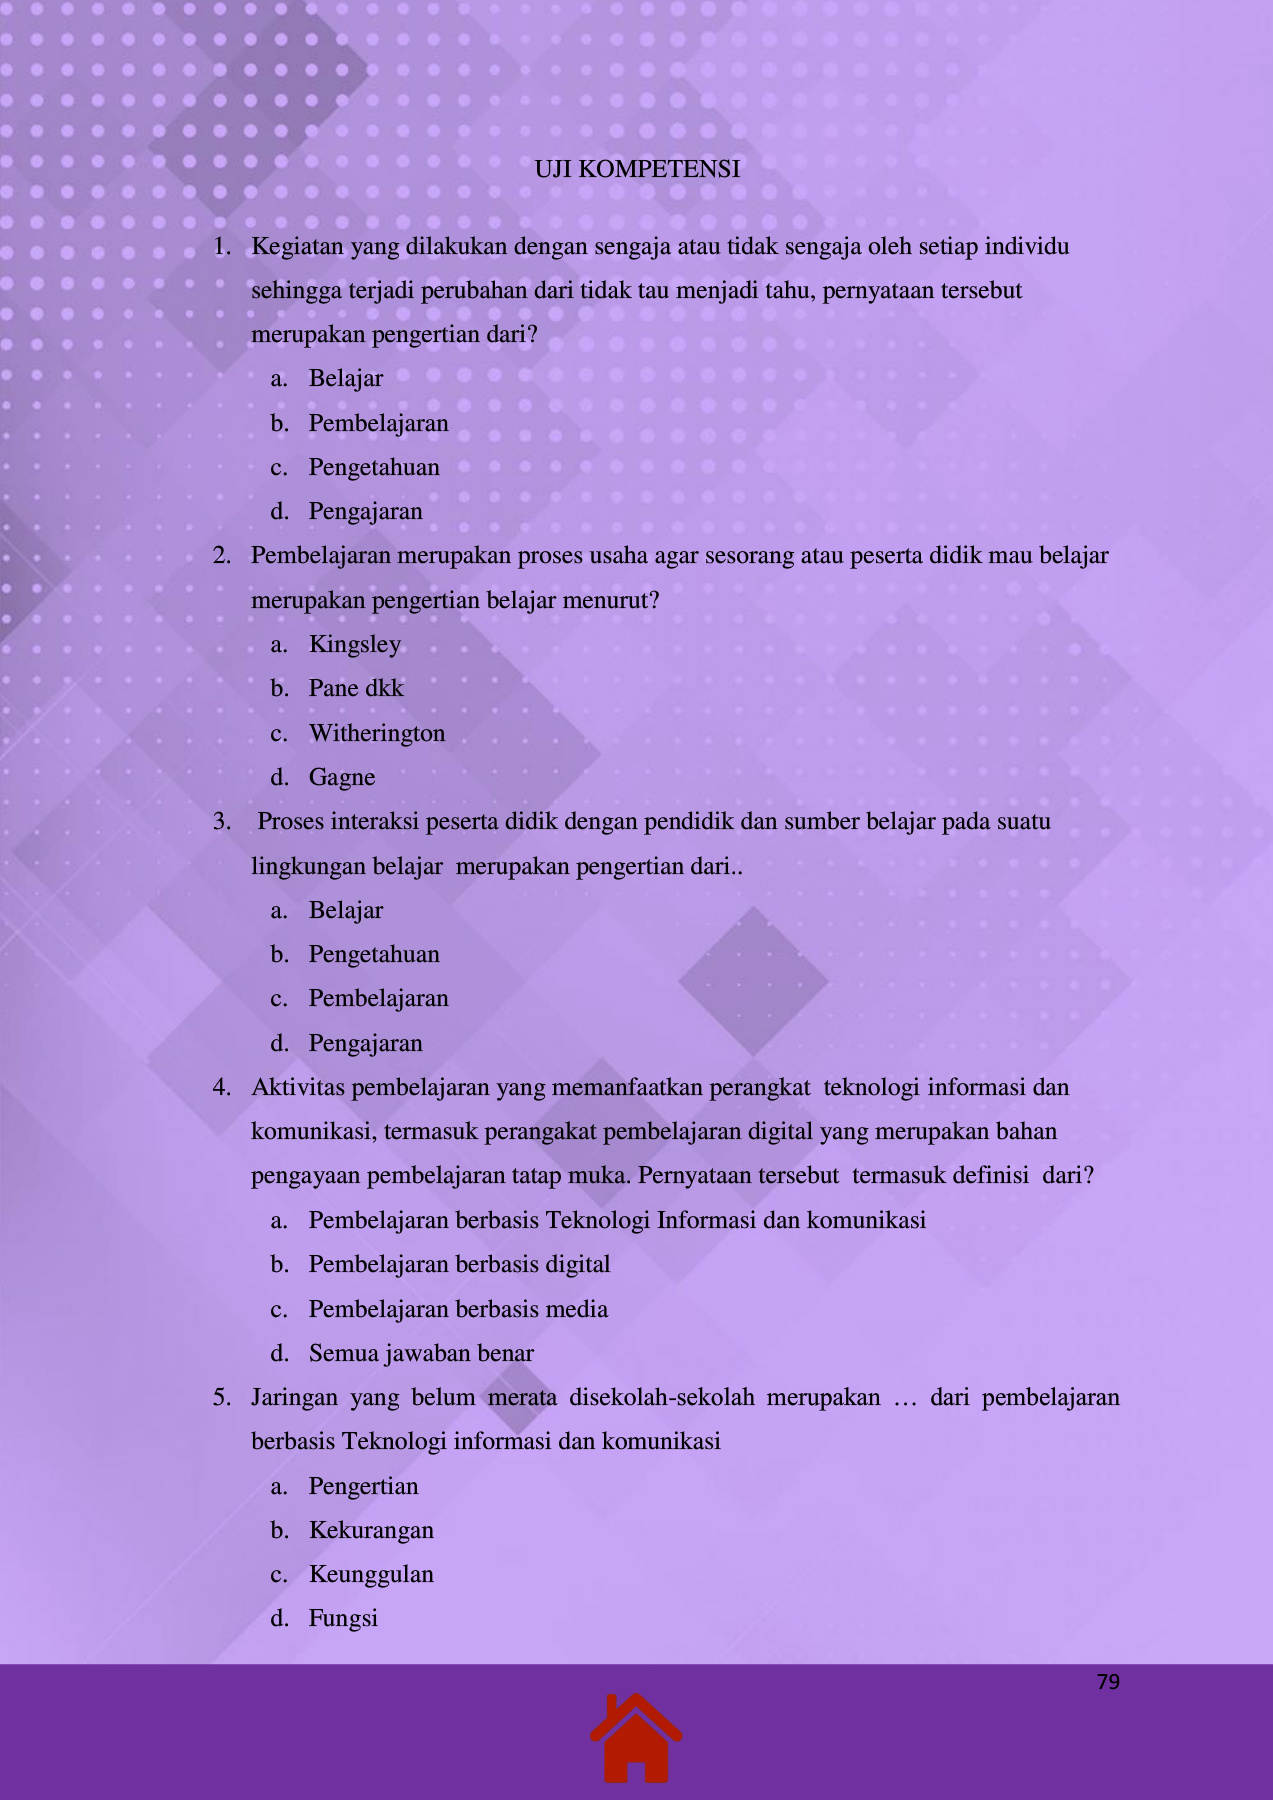 UJI KOMPETENSI
1. Kegiatan yang dilakukan dengan sengaja atau tidak sengaja oleh setiap individu
sehingga terjadi perubahan dari tidak tau menjadi tahu, pernyataan tersebut
merupakan pengertian dari?
a. Belajar
b. Pembelajaran
c. Pengetahuan
d. Pengajaran
2. Pembelajaran merupakan proses usaha agar sesorang atau peserta didik mau belajar
merupakan pengertian belajar menurut?
a. Kingsley
b. Pane dkk
c. Witherington
d. Gagne
3. Proses interaksi peserta didik dengan pendidik dan sumber belajar pada suatu
lingkungan belajar merupakan pengertian dari..
a. Belajar
b. Pengetahuan
c. Pembelajaran
d. Pengajaran
4. Aktivitas pembelajaran yang memanfaatkan perangkat teknologi informasi dan
komunikasi, termasuk perangakat pembelajaran digital yang merupakan bahan
pengayaan pembelajaran tatap muka. Pernyataan tersebut termasuk definisi dari?
a. Pembelajaran berbasis Teknologi Informasi dan komunikasi
b. Pembelajaran berbasis digital
c. Pembelajaran berbasis media
d. Semua jawaban benar
5. Jaringan yang belum merata disekolah-sekolah merupakan … dari pembelajaran
berbasis Teknologi informasi dan komunikasi
a. Pengertian
b. Kekurangan
c. Keunggulan
d. Fungsi
79